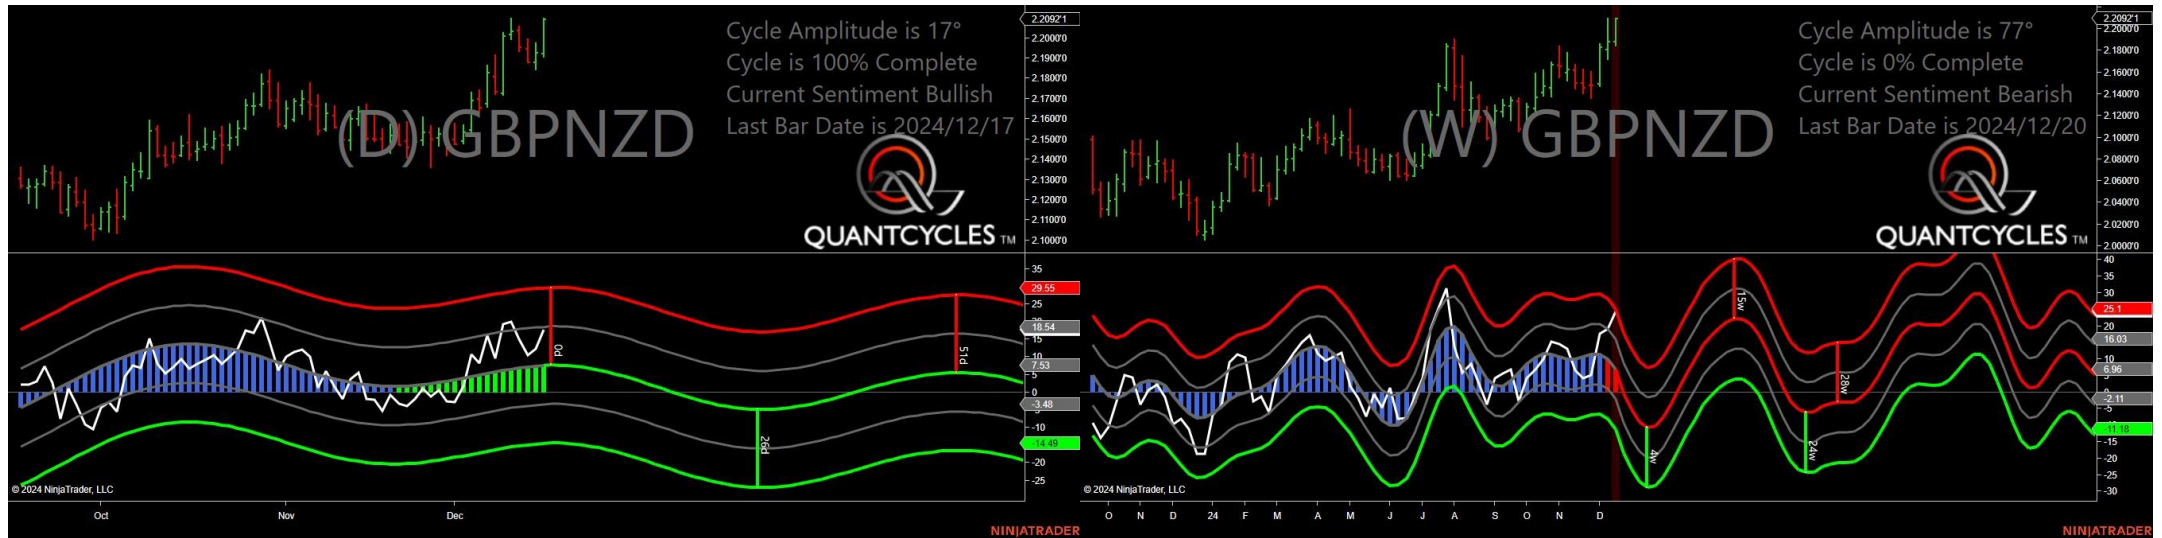 Cycle Amplitude is 17°
Cycle is 100% Complete
Current Sentiment Bullish
Last Bar Date is 2024/12/17
(D) GBPNZD
QUANTCYCLES TM
2.2092'1
2.2000'0
2.1900'0
2.1800'0
2.1700'0
2.1600'0
2.1500'0
2.1400'0
2.1300'0
2.1200'0
2.1100'0
2.1000'0
35
29.55
25
18.54
15
10
7.53
5
0
-3.48
-5
-10
-14.49
-20
-25
0d
26d
51d
© 2024 NinjaTrader, LLC
Oct Nov Dec
NINJATRADER
Cycle Amplitude is 77°
Cycle is 0% Complete
Current Sentiment Bearish
Last Bar Date is 2024/12/20
(W) GBPNZD
QUANTCYCLES TM
2.2092'1
2.2000'0
2.1800'0
2.1600'0
2.1400'0
2.1200'0
2.1000'0
2.0800'0
2.0600'0
2.0400'0
2.0200'0
2.0000'0
40
35
30
25.1
20
16.03
10
6.96
-2.11
-5
-11.18
-15
-20
-25
-30
4w
15w
24w
28w
© 2024 NinjaTrader, LLC
O N D 24 F M A M J J A S O N D
NINJATRADER